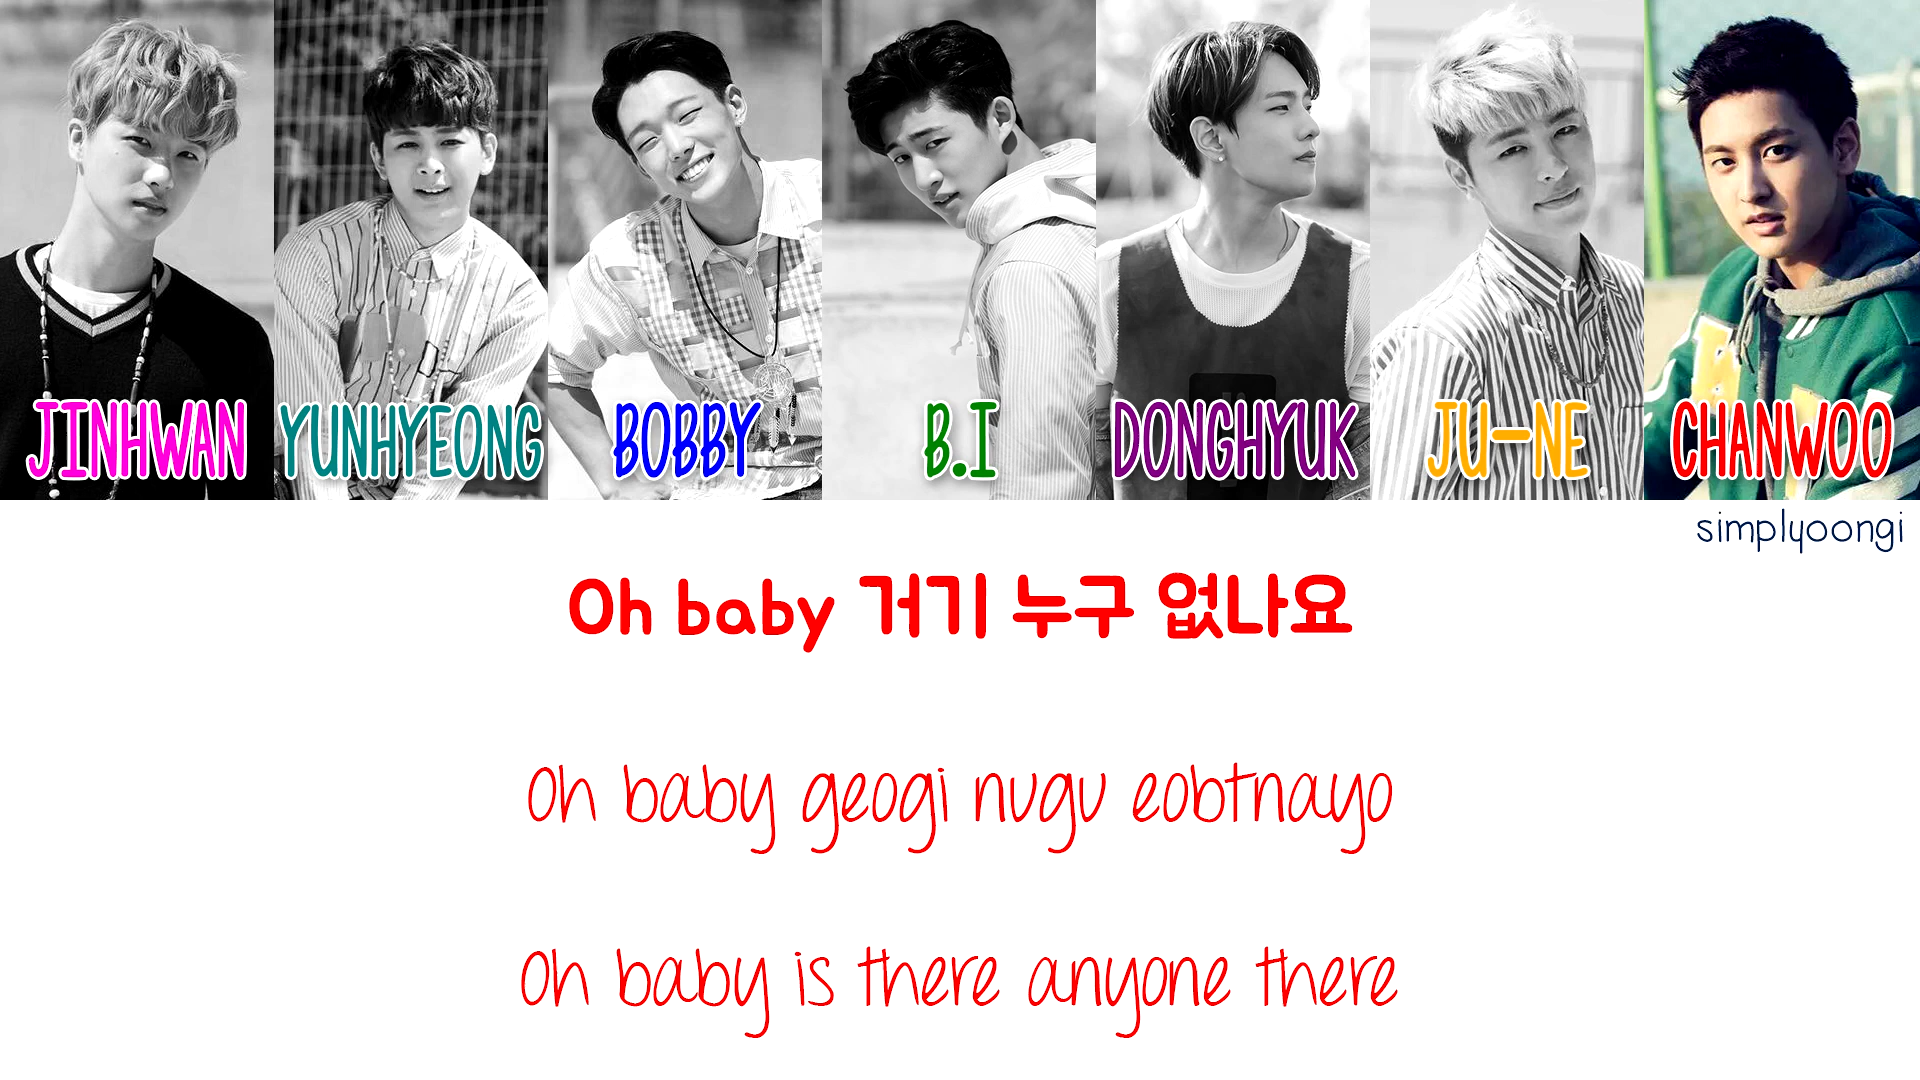 JINHWAN YUNHYEONG BOBBY B.I DONGHYUK JU-NE CHANWOO
simplyoongi
Oh baby 거기 누구 없나요
Oh baby geogi nugu eobtnayo
Oh baby is there anyone there